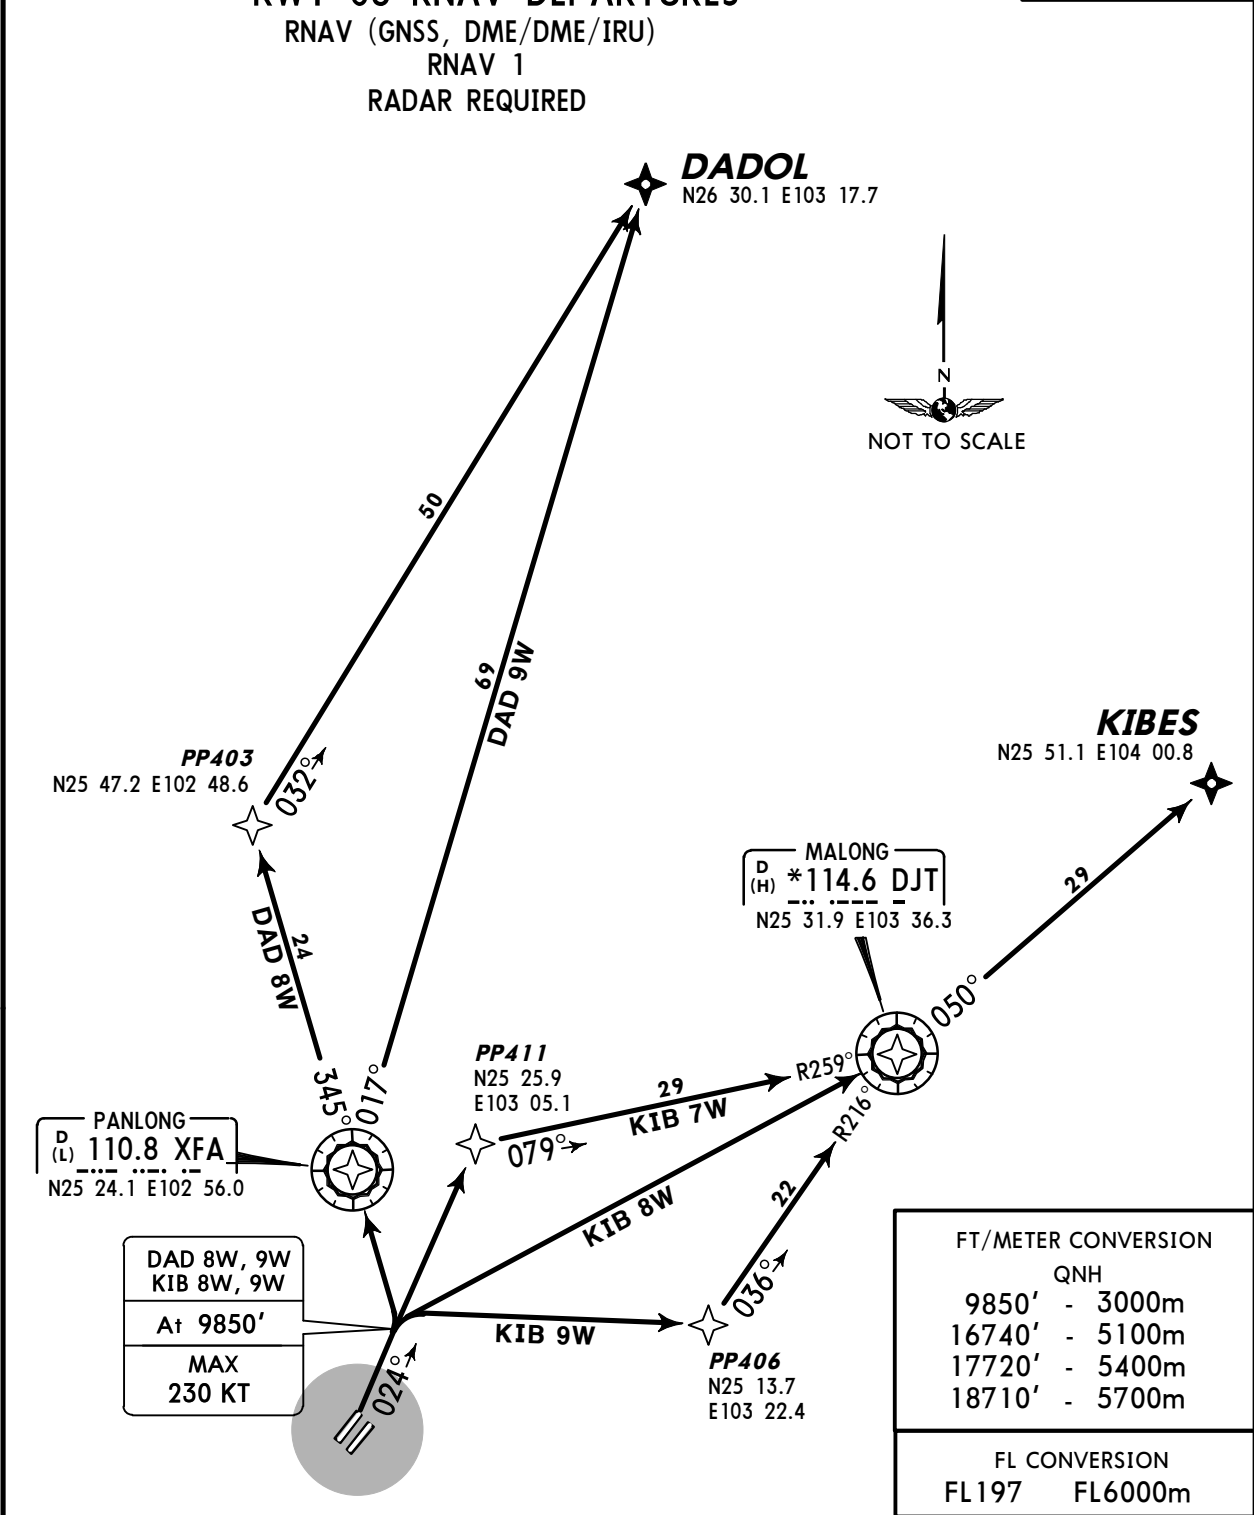 RNAV (GNSS, DME/DME/IRU)
RNAV 1
RADAR REQUIRED
DADOL
N26 30.1 E103 17.7
N
NOT TO SCALE
50
69
DAD 9W
KIBES
N25 51.1 E104 00.8
PP403
N25 47.2 E102 48.6
032°
MALONG
D
(H) *114.6 DJT
N25 31.9 E103 36.3
29
24
DAD 8W
050°
PP411
N25 25.9
E103 05.1
R259°
29
KIB 7W
345°
017°
079°
R216°
PANLONG
D
(L) 110.8 XFA
N25 24.1 E102 56.0
KIB 8W
22
036°
DAD 8W, 9W
KIB 8W, 9W
At 9850'
MAX
230 KT
KIB 9W
024°
PP406
N25 13.7
E103 22.4
FT/METER CONVERSION
QNH
9850' - 3000m
16740' - 5100m
17720' - 5400m
18710' - 5700m
FL CONVERSION
FL197 FL6000m